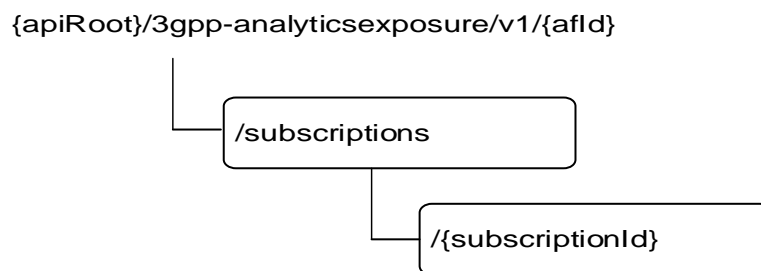 {apiRoot}/3gpp-analyticsexposure/v1/{afId}
/subscriptions
/{subscriptionId}